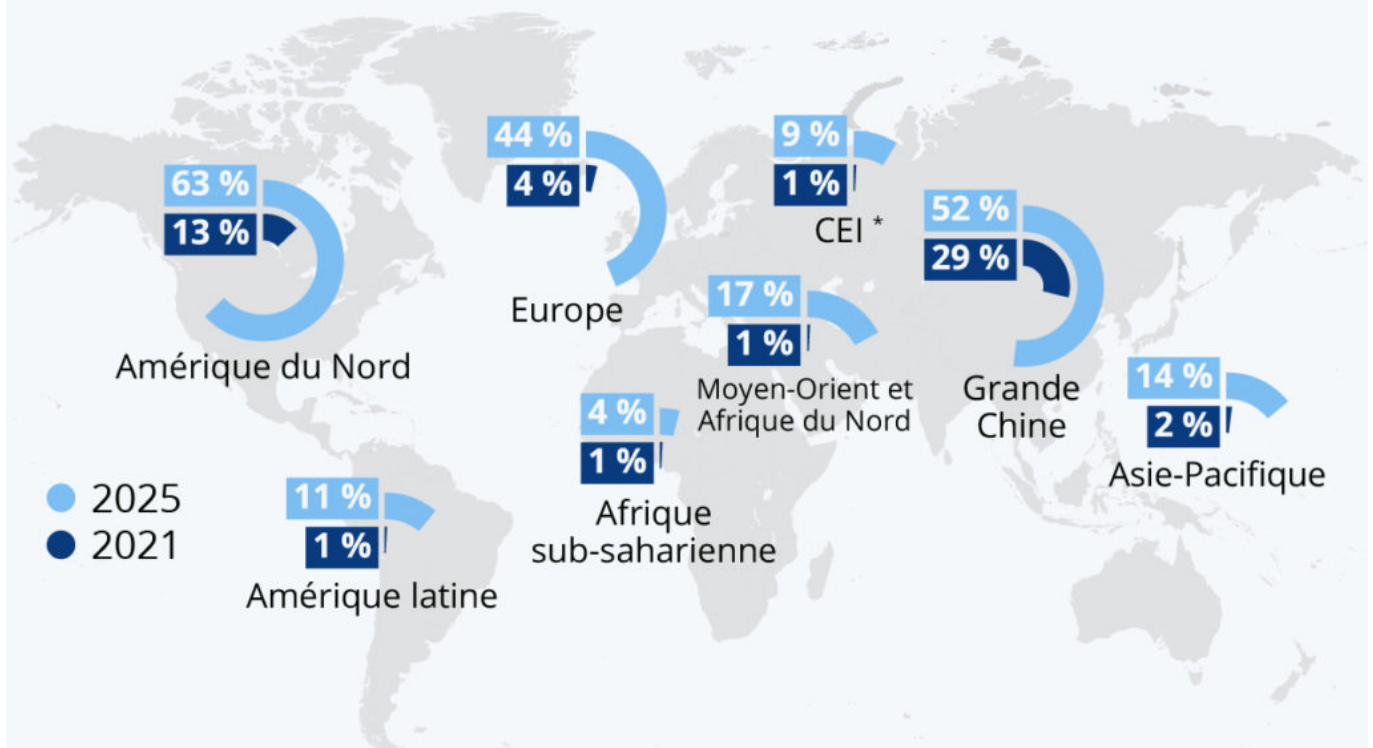 63 %
13 %
Amérique du Nord
44 %
4 %
Europe
9 %
1 %
CEI *
52 %
29 %
Grande
Chine
17 %
1 %
Moyen-Orient et
Afrique du Nord
14 %
2 %
Asie-Pacifique
4 %
1 %
Afrique
sub-saharienne
11 %
1 %
Amérique latine
2025
2021